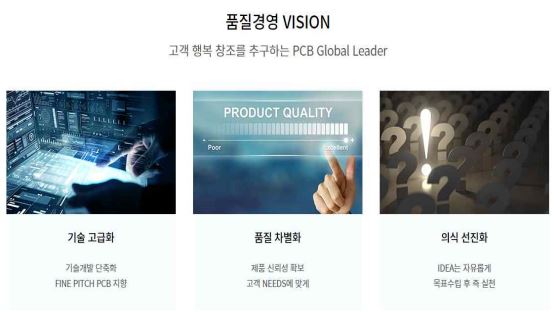 품질경영 VISION
고객 행복 창조를 추구하는 PCB Global Leader
PRODUCT QUALITY
Poor
Excellent
기술 고급화
품질 차별화
의식 선진화
기술개발 단축화
FINE PITCH PCB 지향
제품 신뢰성 확보
고객 NEEDS에 맞게
IDEA는 자유롭게
목표수립 후 즉 실천